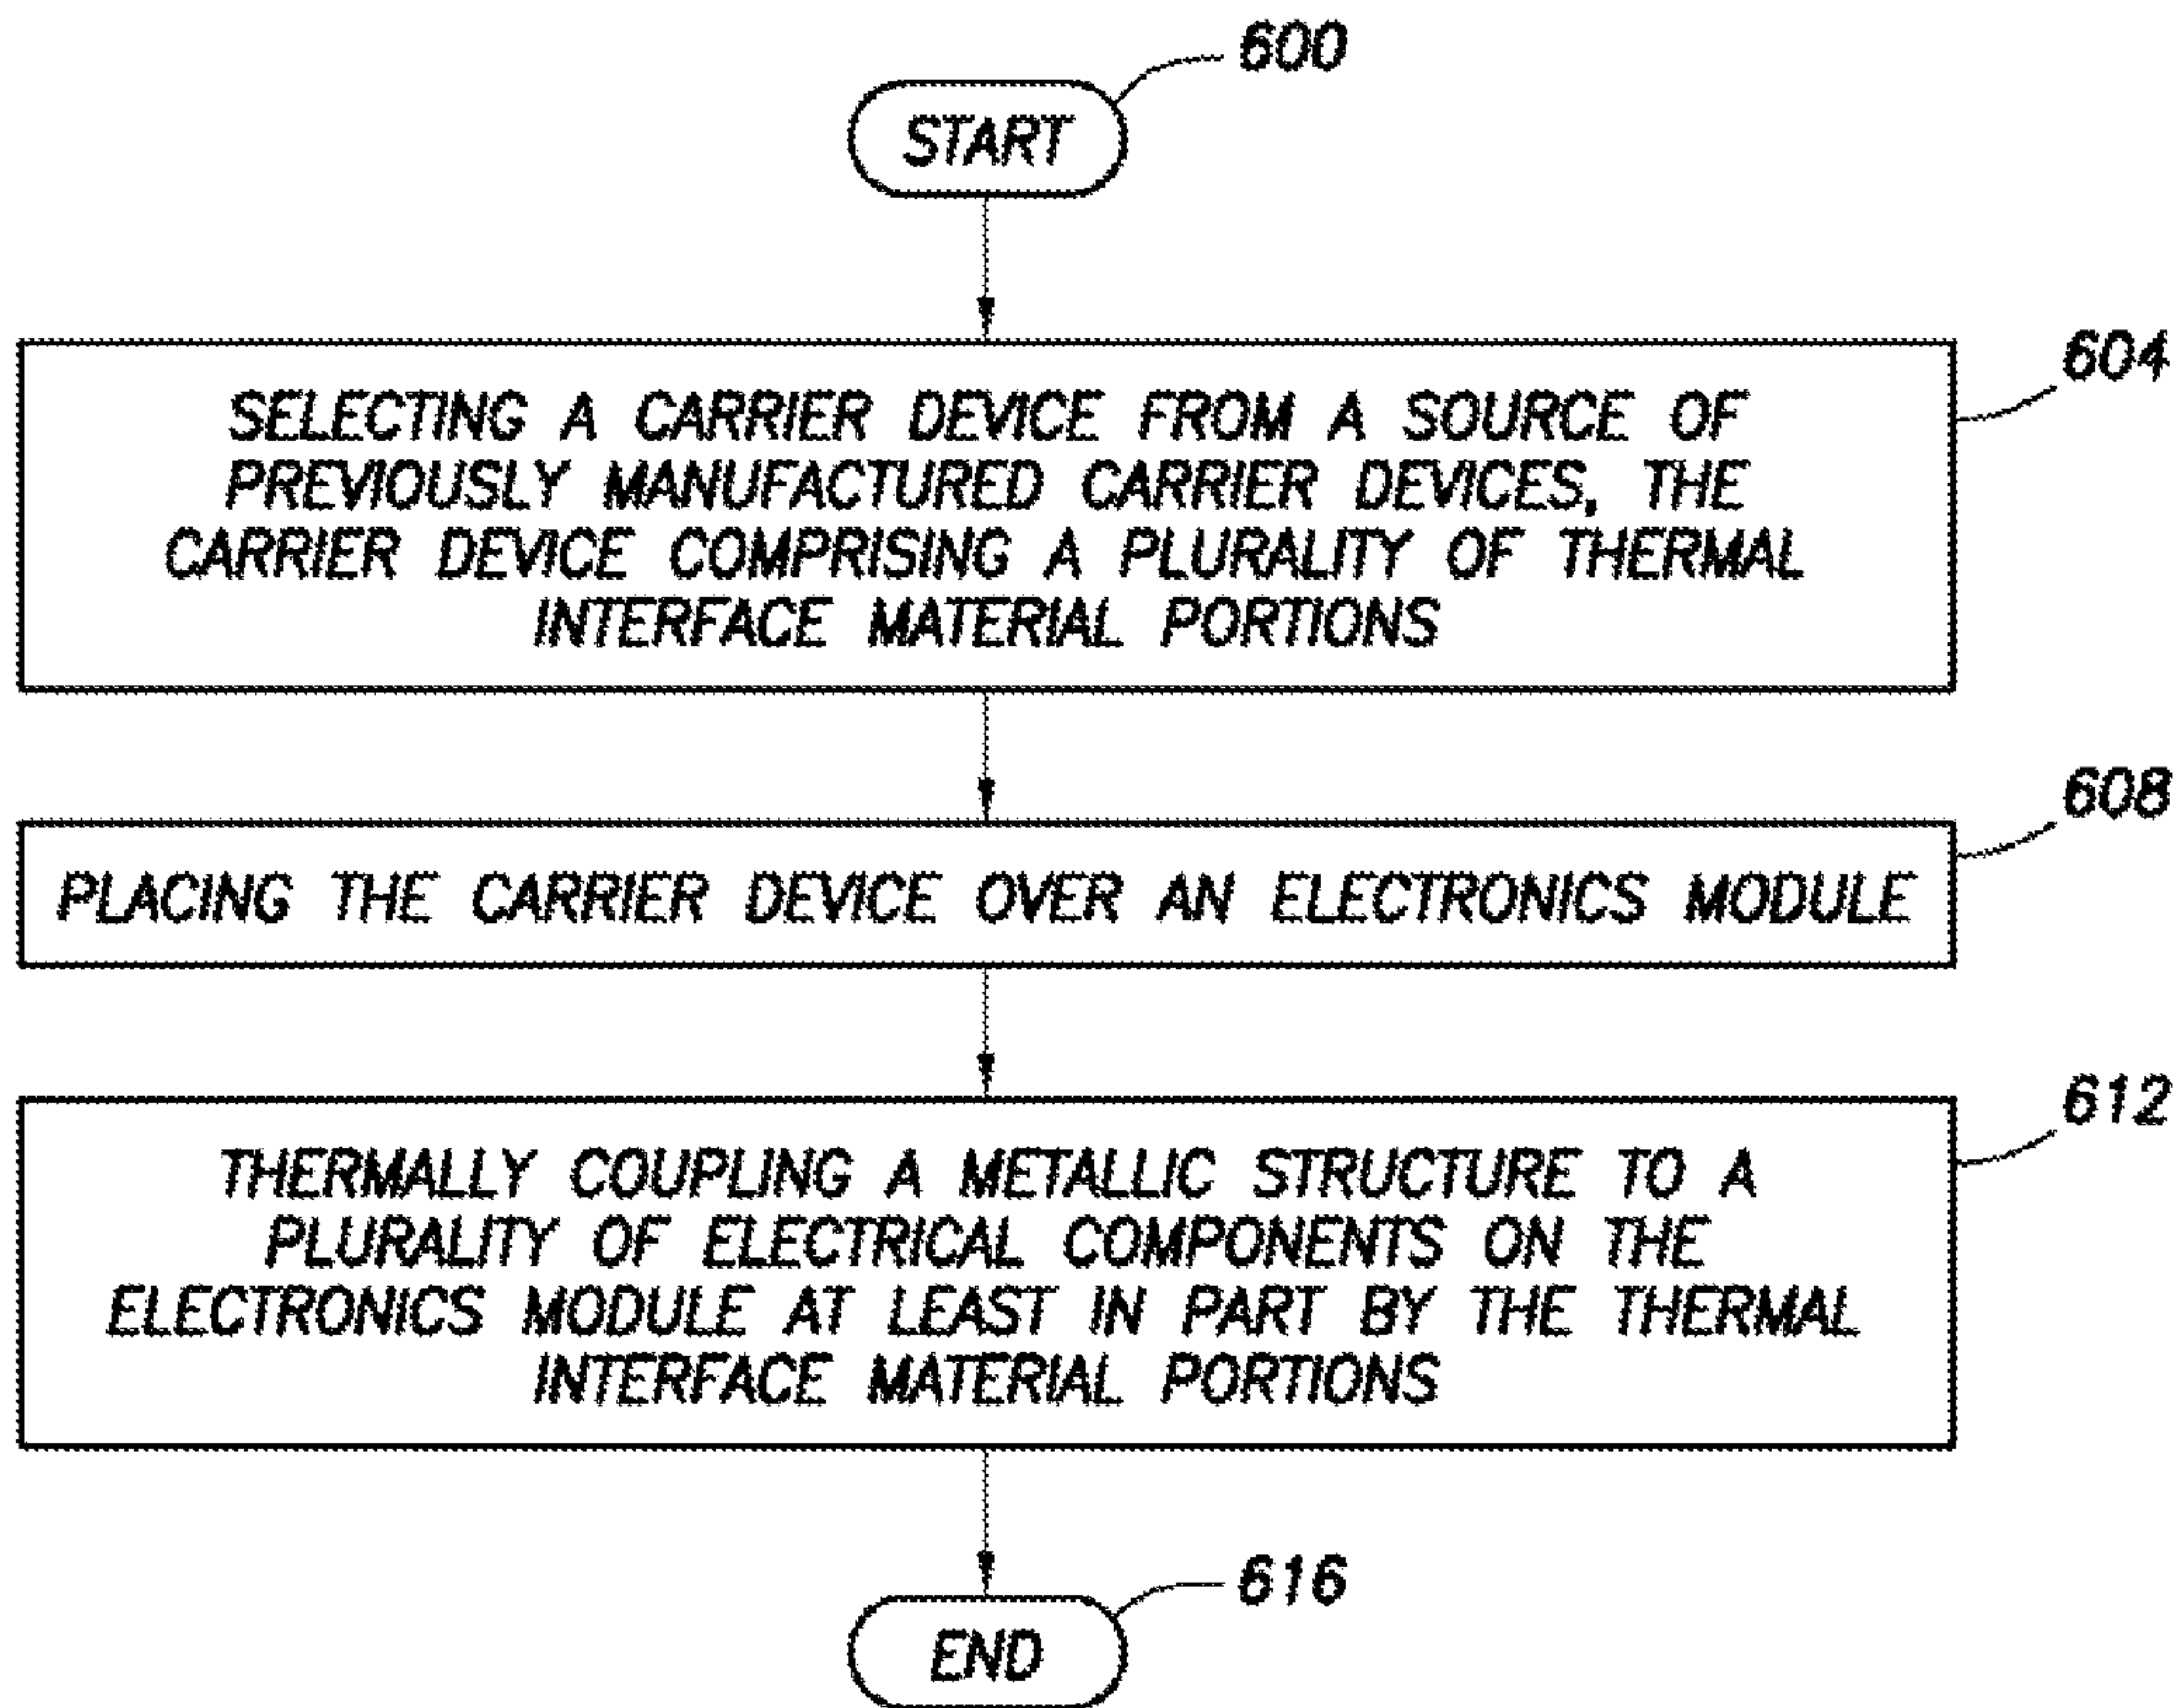 600
START
604
SELECTING A CARRIER DEVICE FROM A SOURCE OF
PREVIOUSLY MANUFACTURED CARRIER DEVICES, THE
CARRIER DEVICE COMPRISING A PLURALITY OF THERMAL
INTERFACE MATERIAL PORTIONS
608
PLACING THE CARRIER DEVICE OVER AN ELECTRONICS MODULE
612
THERMALLY COUPLING A METALLIC STRUCTURE TO A
PLURALITY OF ELECTRICAL COMPONENTS ON THE
ELECTRONICS MODULE AT LEAST IN PART BY THE THERMAL
INTERFACE MATERIAL PORTIONS
616
END